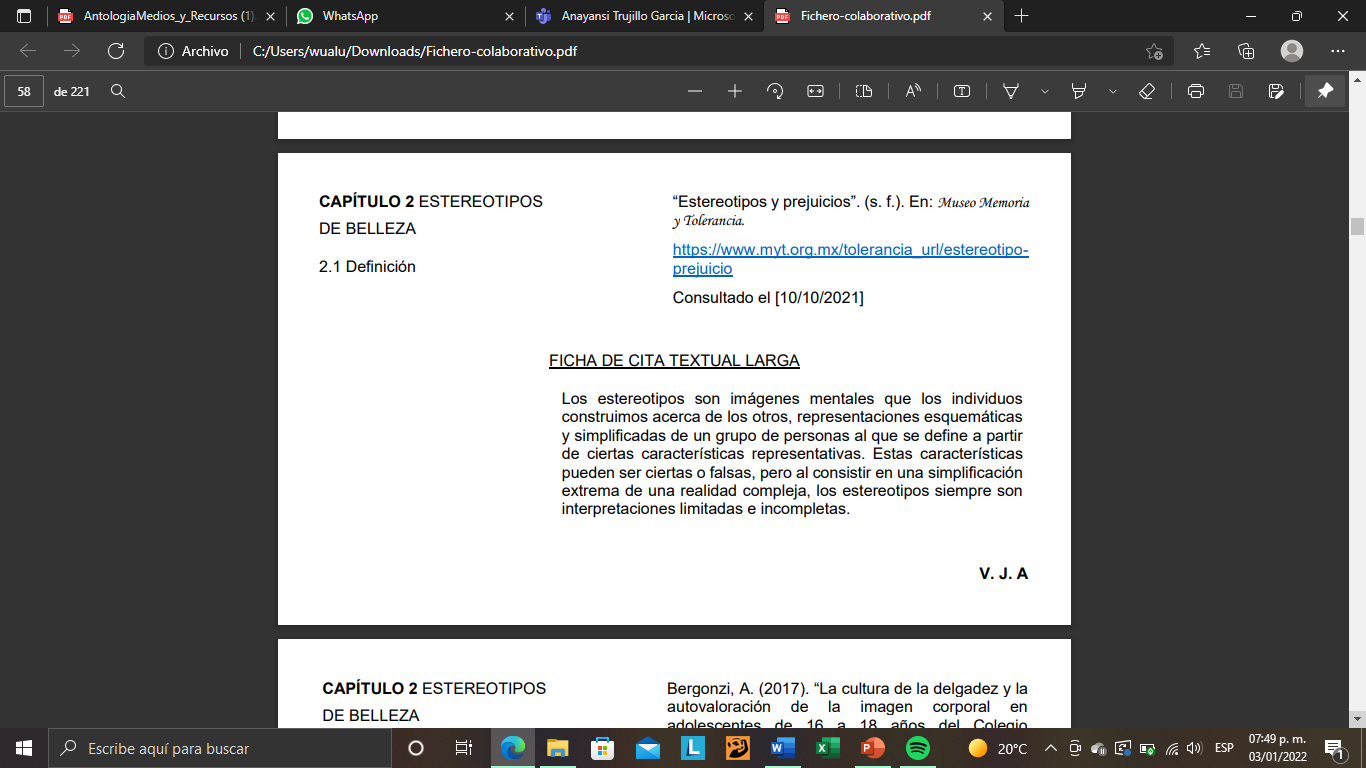 AntologiaMedios_y_Recursos (1).
WhatsApp
Anayansi Trujillo Garcia | Microso
Fichero-colaborativo.pdf
Archivo
C:/Users/wualu/Downloads/Fichero-colaborativo.pdf
58
de 221
CAPÍTULO 2 ESTEREOTIPOS
DE BELLEZA
2.1 Definición
“Estereotipos y prejuicios”. (s. f.). En: Museo Memoria
y Tolerancia.
https://www.myt.org.mx/tolerancia_url/estereotipo-
prejuicio
Consultado el [10/10/2021]
FICHA DE CITA TEXTUAL LARGA
Los estereotipos son imágenes mentales que los individuos
construimos acerca de los otros, representaciones esquemáticas
y simplificadas de un grupo de personas al que se define a partir
de ciertas características representativas. Estas características
pueden ser ciertas o falsas, pero al consistir en una simplificación
extrema de una realidad compleja, los estereotipos siempre son
interpretaciones limitadas e incompletas.
V. J. A
CAPÍTULO 2 ESTEREOTIPOS
DE BELLEZA
Bergonzi, A. (2017). “La cultura de la delgadez y la
autovaloración de la imagen corporal en
adolescentes de 16 a 18 años del Colegio
Escribe aquí para buscar
20°C
ESP
07:49 p. m.
03/01/2022